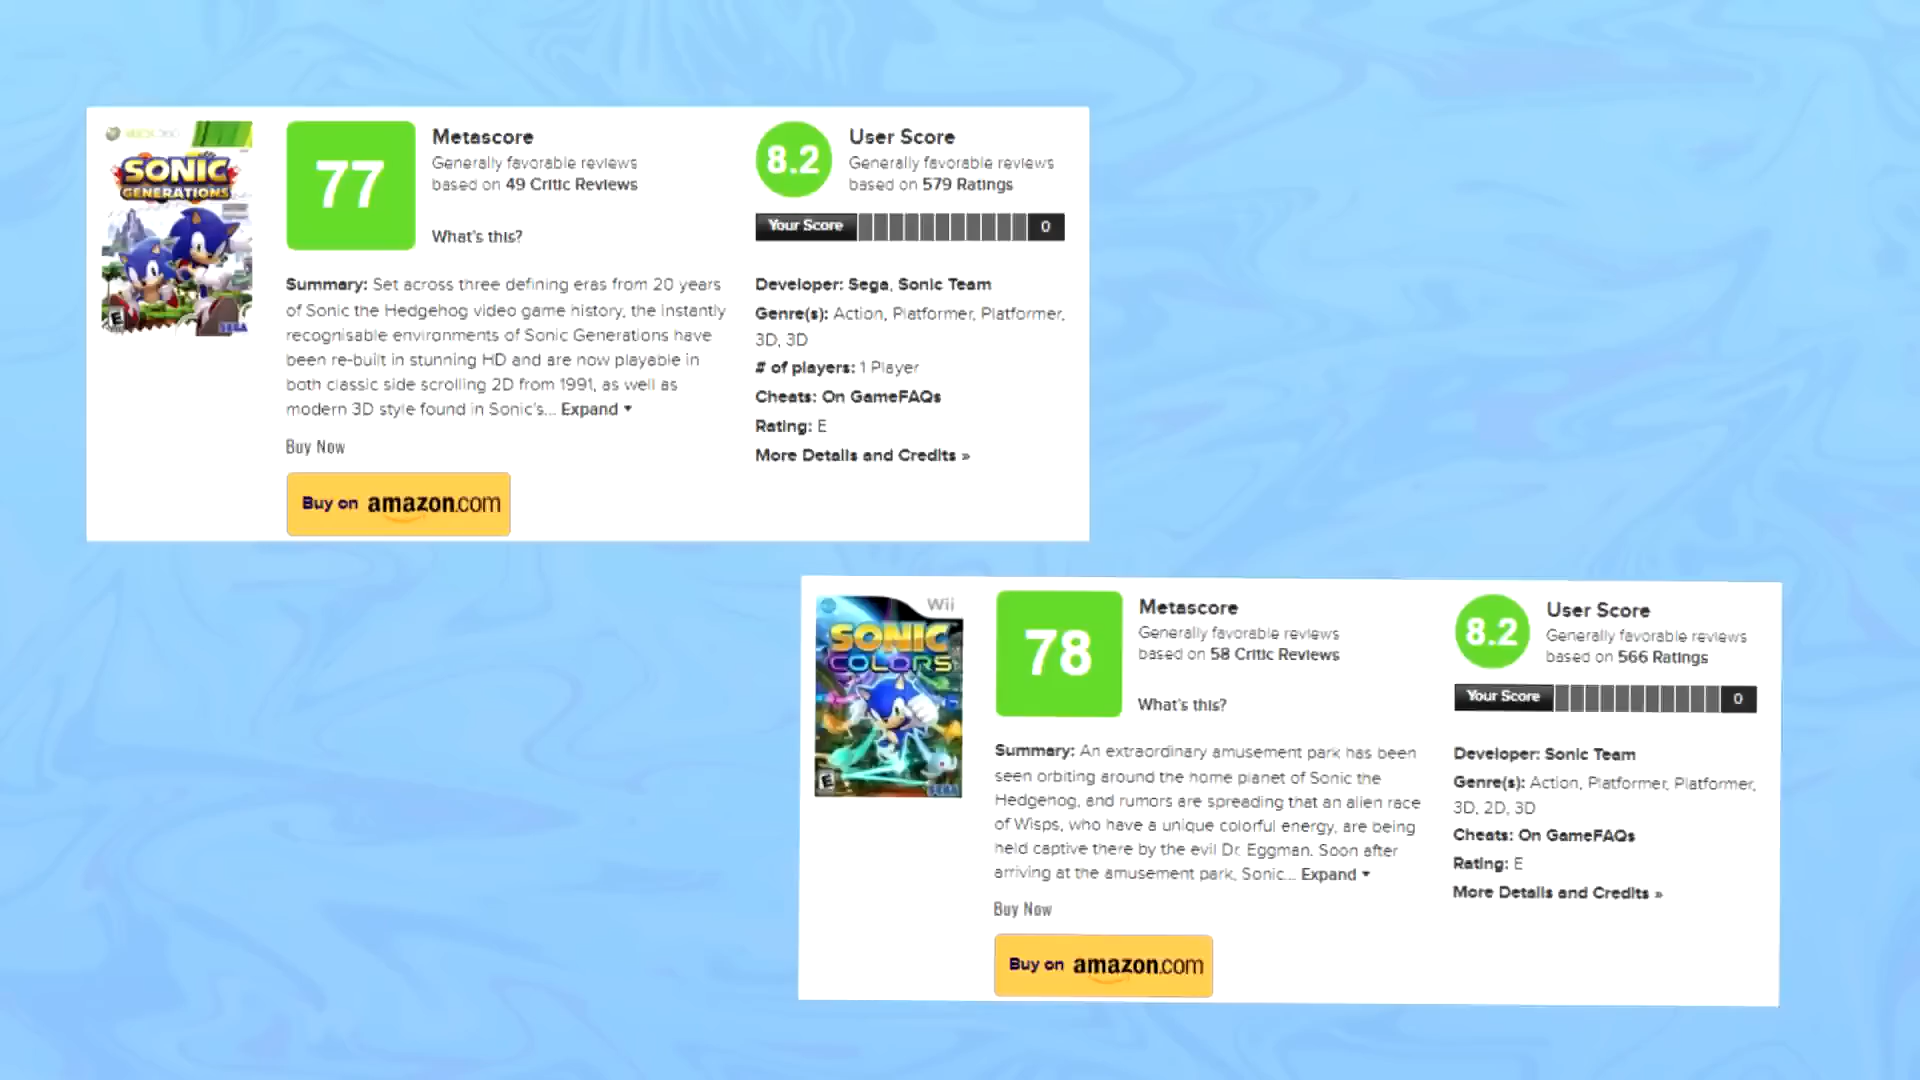 XBOX 360
SONIC
GENERATIONS
E
SEGA
77
Metascore
Generally favorable reviews
based on 49 Critic Reviews
What's this?
8.2
User Score
Generally favorable reviews
based on 579 Ratings
Your Score
0
Summary: Set across three defining eras from 20 years
of Sonic the Hedgehog video game history, the instantly
recognisable environments of Sonic Generations have
been re-built in stunning HD and are now playable in
both classic side scrolling 2D from 1991, as well as
modern 3D style found in Sonic's... Expand ▾
Buy Now
Buy on amazon.com
Developer: Sega, Sonic Team
Genre(s): Action, Platformer, Platformer,
3D, 3D
# of players: 1 Player
Cheats: On GameFAQs
Rating: E
More Details and Credits »
Wii
SONIC
COLORS
E
SEGA
78
Metascore
Generally favorable reviews
based on 58 Critic Reviews
What's this?
8.2
User Score
Generally favorable reviews
based on 566 Ratings
Your Score
0
Summary: An extraordinary amusement park has been
seen orbiting around the home planet of Sonic the
Hedgehog, and rumors are spreading that an alien race
of Wisps, who have a unique colorful energy, are being
held captive there by the evil Dr. Eggman. Soon after
arriving at the amusement park, Sonic... Expand ▾
Buy Now
Buy on amazon.com
Developer: Sonic Team
Genre(s): Action, Platformer, Platformer,
3D, 2D, 3D
Cheats: On GameFAQs
Rating: E
More Details and Credits »